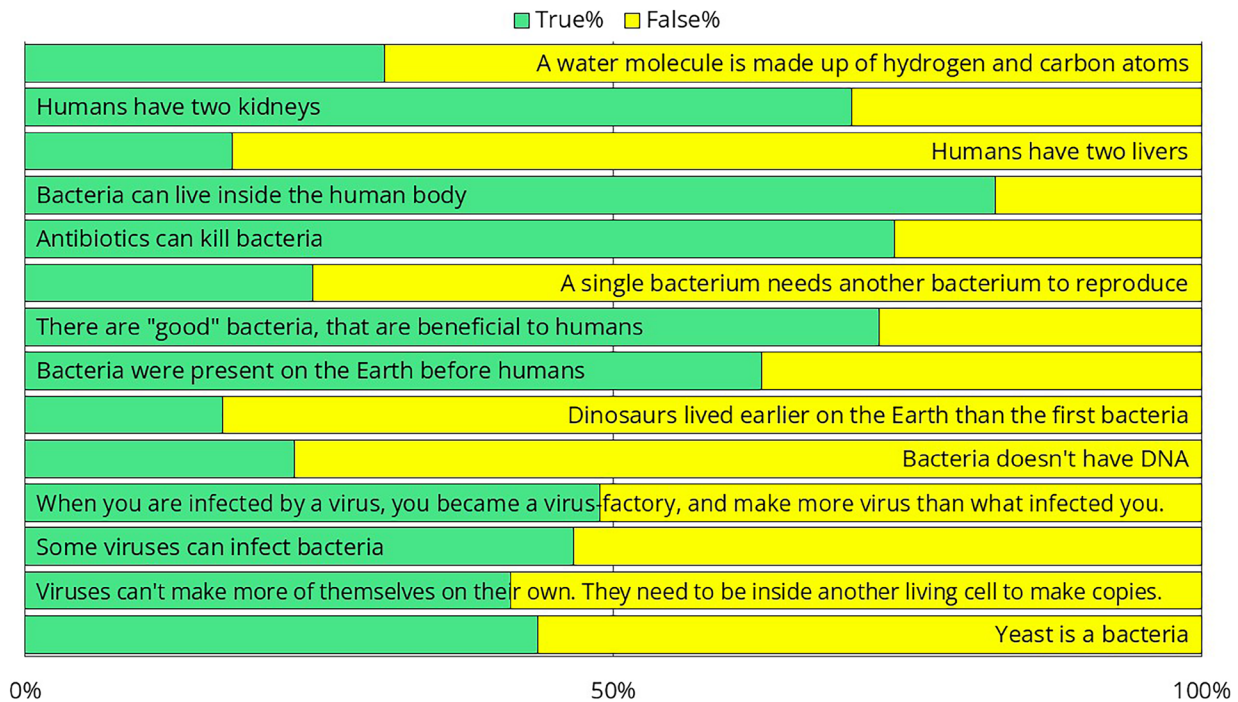 True% False%
A water molecule is made up of hydrogen and carbon atoms
Humans have two kidneys
Humans have two livers
Bacteria can live inside the human body
Antibiotics can kill bacteria
A single bacterium needs another bacterium to reproduce
There are "good" bacteria, that are beneficial to humans
Bacteria were present on the Earth before humans
Dinosaurs lived earlier on the Earth than the first bacteria
Bacteria doesn't have DNA
When you are infected by a virus, you became a virus-factory, and make more virus than what infected you.
Some viruses can infect bacteria
Viruses can't make more of themselves on their own. They need to be inside another living cell to make copies.
Yeast is a bacteria
0% 50% 100%